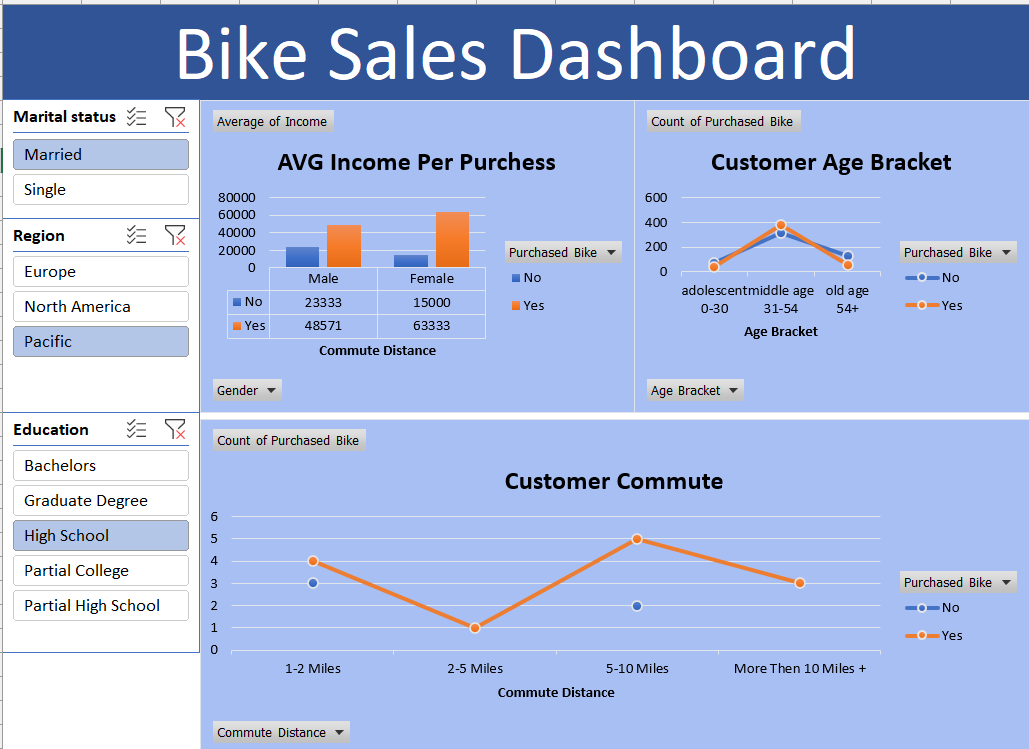 Bike Sales Dashboard
Marital status
Married
Single
Region
Europe
North America
Pacific
Education
Bachelors
Graduate Degree
High School
Partial College
Partial High School
Average of Income
AVG Income Per Purchess
80000
60000
40000
20000
0
Male Female
No 23333 15000
Yes 48571 63333
Commute Distance
Purchased Bike
No
Yes
Gender
Count of Purchased Bike
Customer Age Bracket
600
400
200
0
adolescent middle age old age
0-30 31-54 54+
Age Bracket
Purchased Bike
No
Yes
Age Bracket
Count of Purchased Bike
Customer Commute
6
5
4
3
2
1
0
1-2 Miles 2-5 Miles 5-10 Miles More Then 10 Miles +
Commute Distance
Purchased Bike
No
Yes
Commute Distance